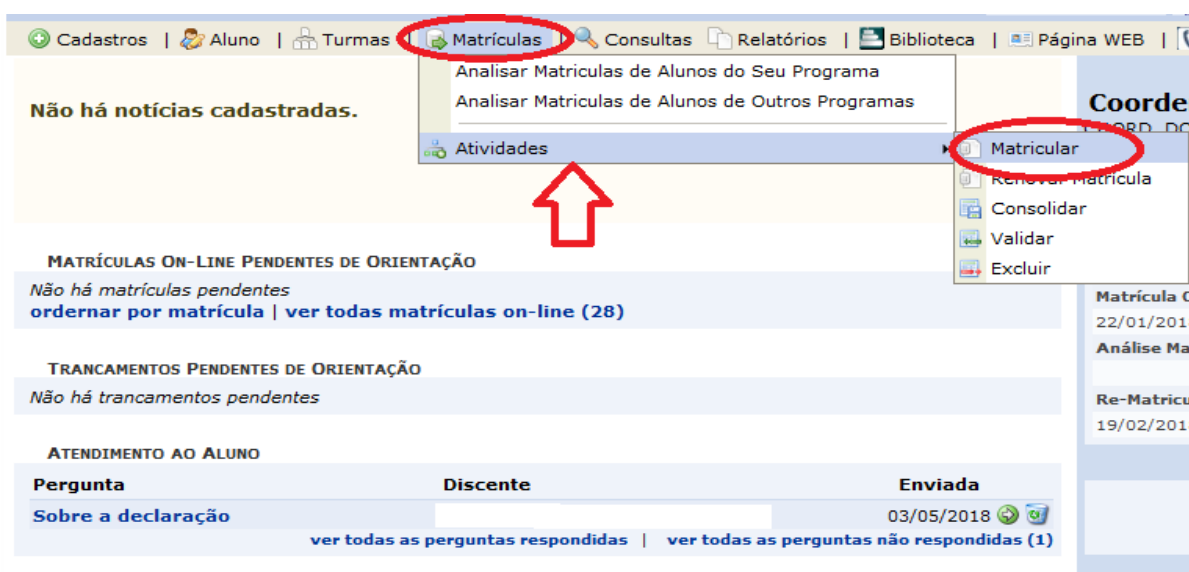 Cadastros | Aluno | Turmas | Matrículas | Consultas Relatórios | Biblioteca | Página WEB |
Analisar Matriculas de Alunos do Seu Programa
Analisar Matriculas de Alunos de Outros Programas
Atividades
Matricular
Renovar Matricula
Consolidar
Validar
Excluir
Não há notícias cadastradas.
MATRÍCULAS ON-LINE PENDENTES DE ORIENTAÇÃO
Não há matrículas pendentes
ordernar por matrícula | ver todas matrículas on-line (28)
TRANCAMENTOS PENDENTES DE ORIENTAÇÃO
Não há trancamentos pendentes
ATENDIMENTO AO ALUNO
Pergunta Discente Enviada
Sobre a declaração 03/05/2018
ver todas as perguntas respondidas | ver todas as perguntas não respondidas (1)
Coorde
Matrícula
22/01/201
Análise Ma
Re-Matricu
19/02/201